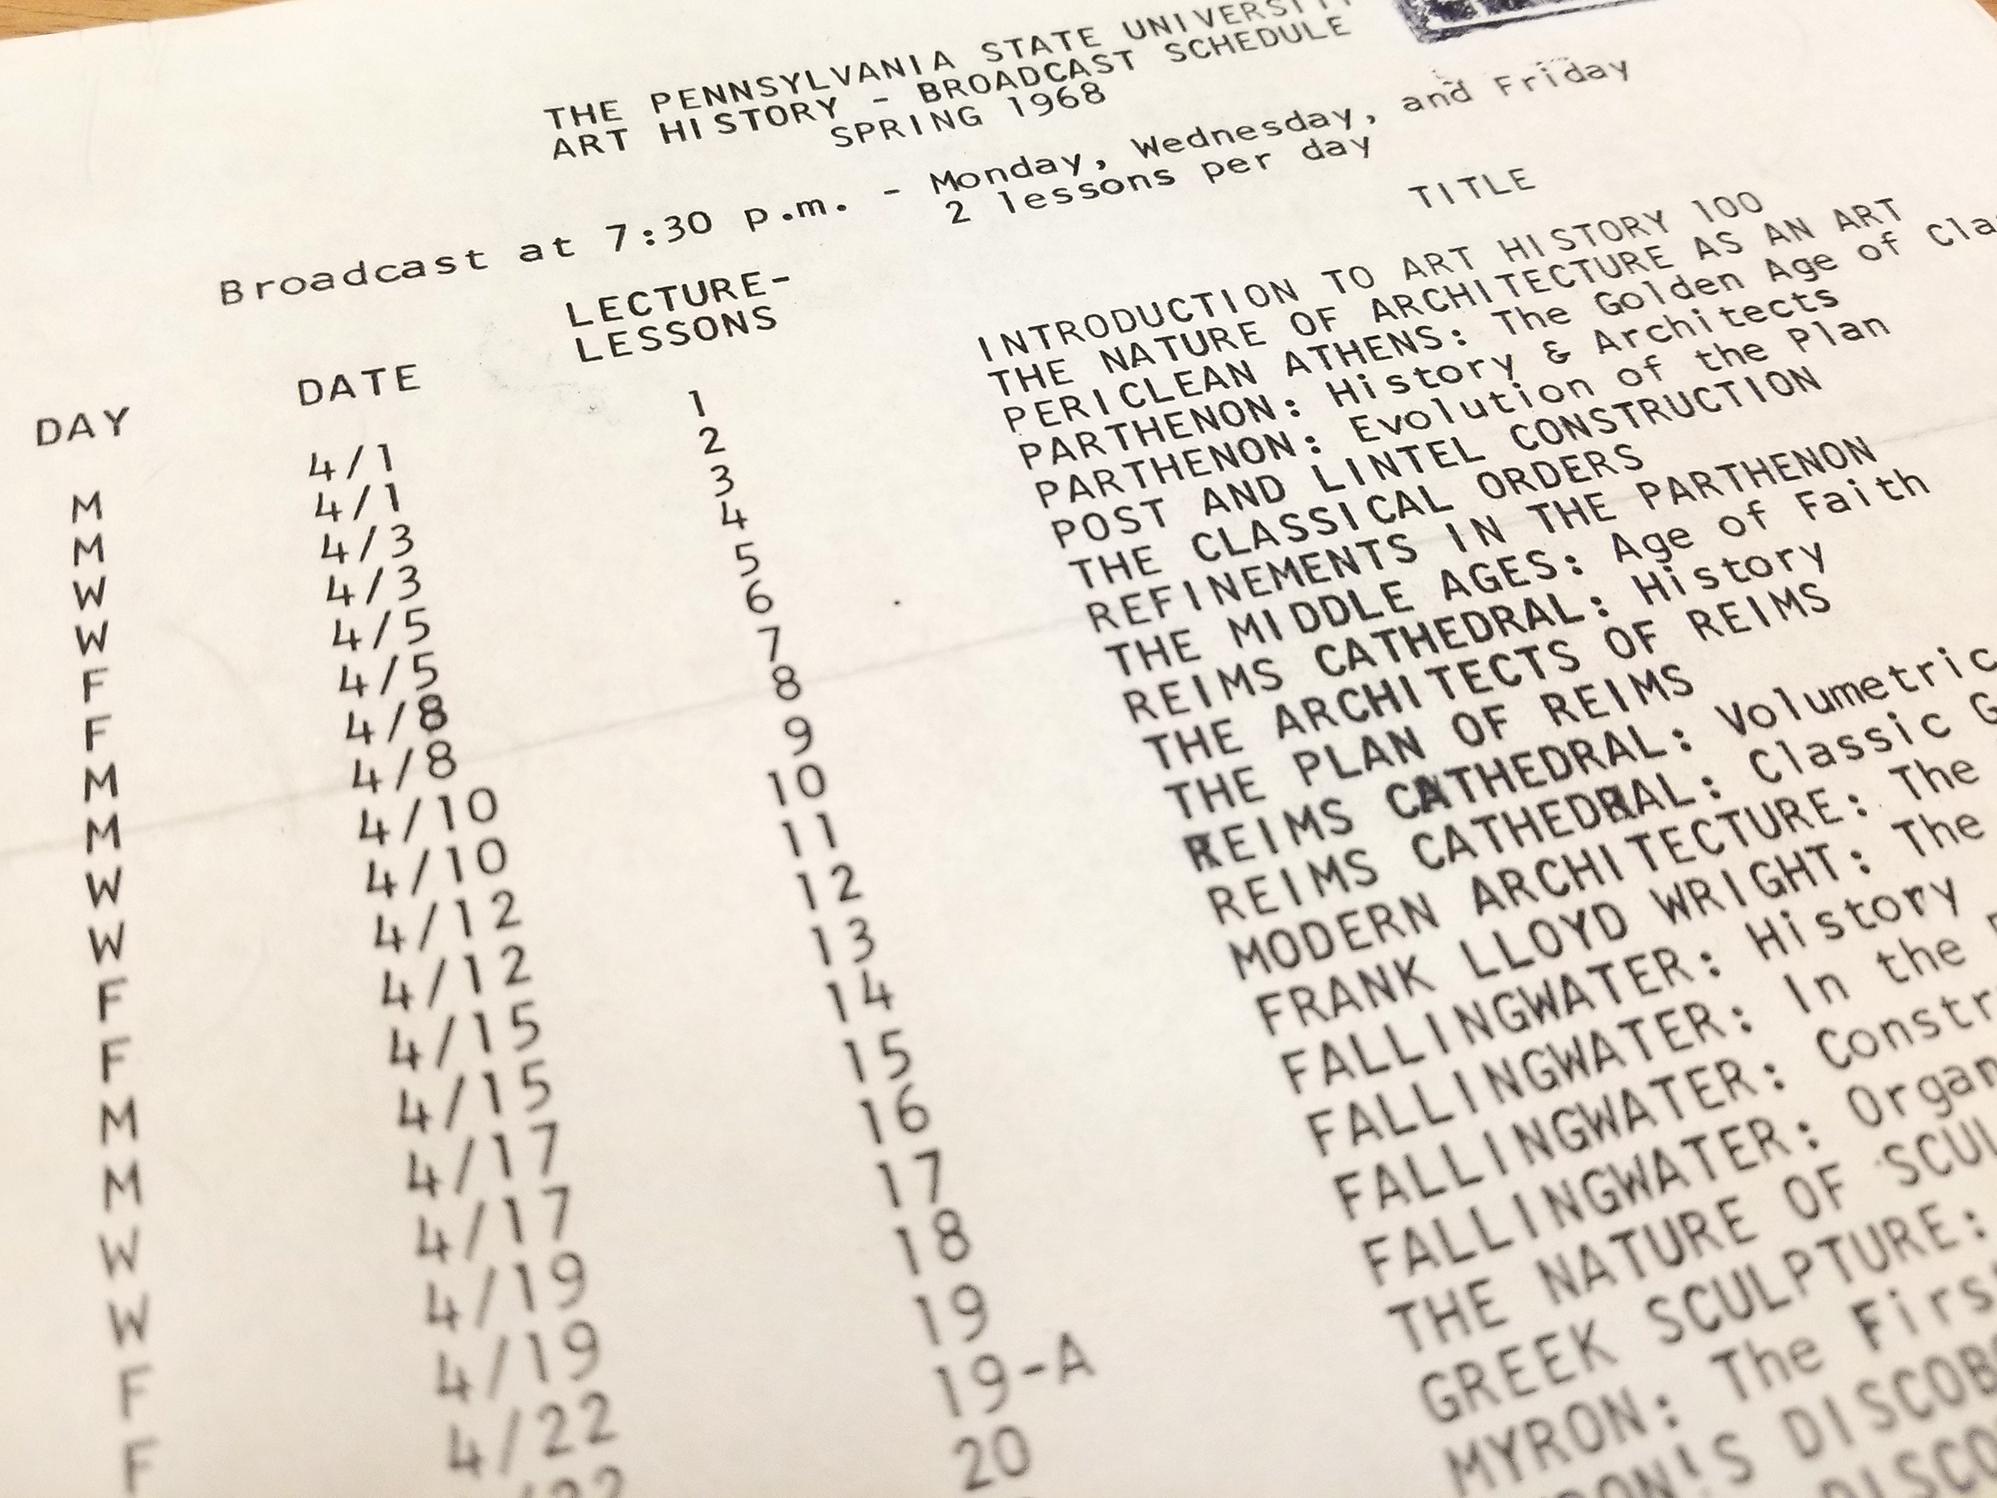 THE PENNSYLVANIA STATE
ART HISTORY - BROADCAST SCHEDULE
SPRING 1968
Broadcast at 7:30 p.m. - Monday, Wednesday, and Friday
2 lessons per day
DAY DATE LECTURE- TITLE
LESSONS
M 4/1 1 INTRODUCTION TO ART HISTORY 100
M 4/1 2 THE NATURE OF ARCHITECTURE AS AN ART
W 4/3 3 PERICLEAN ATHENS: The Golden Age of
W 4/3 4 PARTHENON: History & Architects
F 4/5 5 PARTHENON: Evolution of the Plan
F 4/5 6 POST AND LINTEL CONSTRUCTION
M 4/8 7 THE CLASSICAL ORDERS
M 4/8 8 REFINEMENTS IN THE PARTHENON
W 4/10 9 THE MIDDLE AGES: Age of Faith
W 4/10 10 REIMS CATHEDRAL: History
F 4/12 11 THE ARCHITECTS OF REIMS
F 4/12 12 THE PLAN OF REIMS
M 4/15 13 REIMS CATHEDRAL: Volumetric
M 4/15 14 REIMS CATHEDRAL: Classic
W 4/17 15 MODERN ARCHITECTURE: The
W 4/17 16 FRANK LLOYD WRIGHT: The
F 4/19 17 FALLINGWATER: History
F 4/19 18 FALLINGWATER: In the
4/22 19 FALLINGWATER:
19-A FALLINGWATER:
20 THE NATURE OF
GREEK SCULPTURE:
MYRON: The